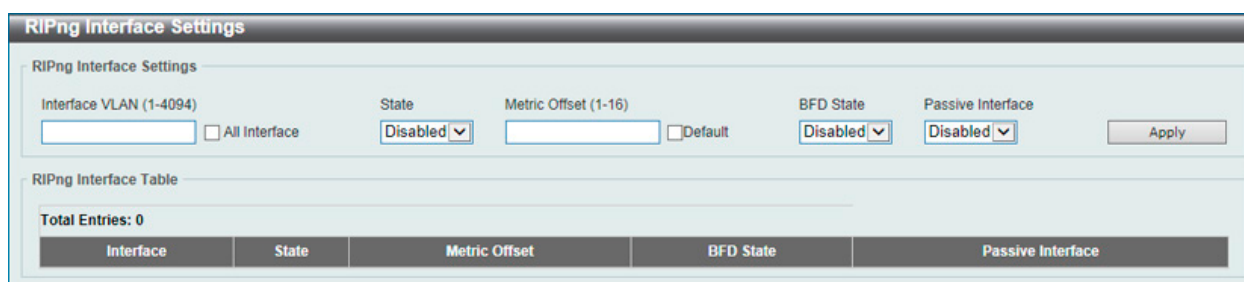 RIPng Interface Settings
RIPng Interface Settings
Interface VLAN (1-4094) State Metric Offset (1-16) BFD State Passive Interface
All Interface Disabled Default Disabled Disabled Apply
RIPng Interface Table
Total Entries: 0
Interface State Metric Offset BFD State Passive Interface